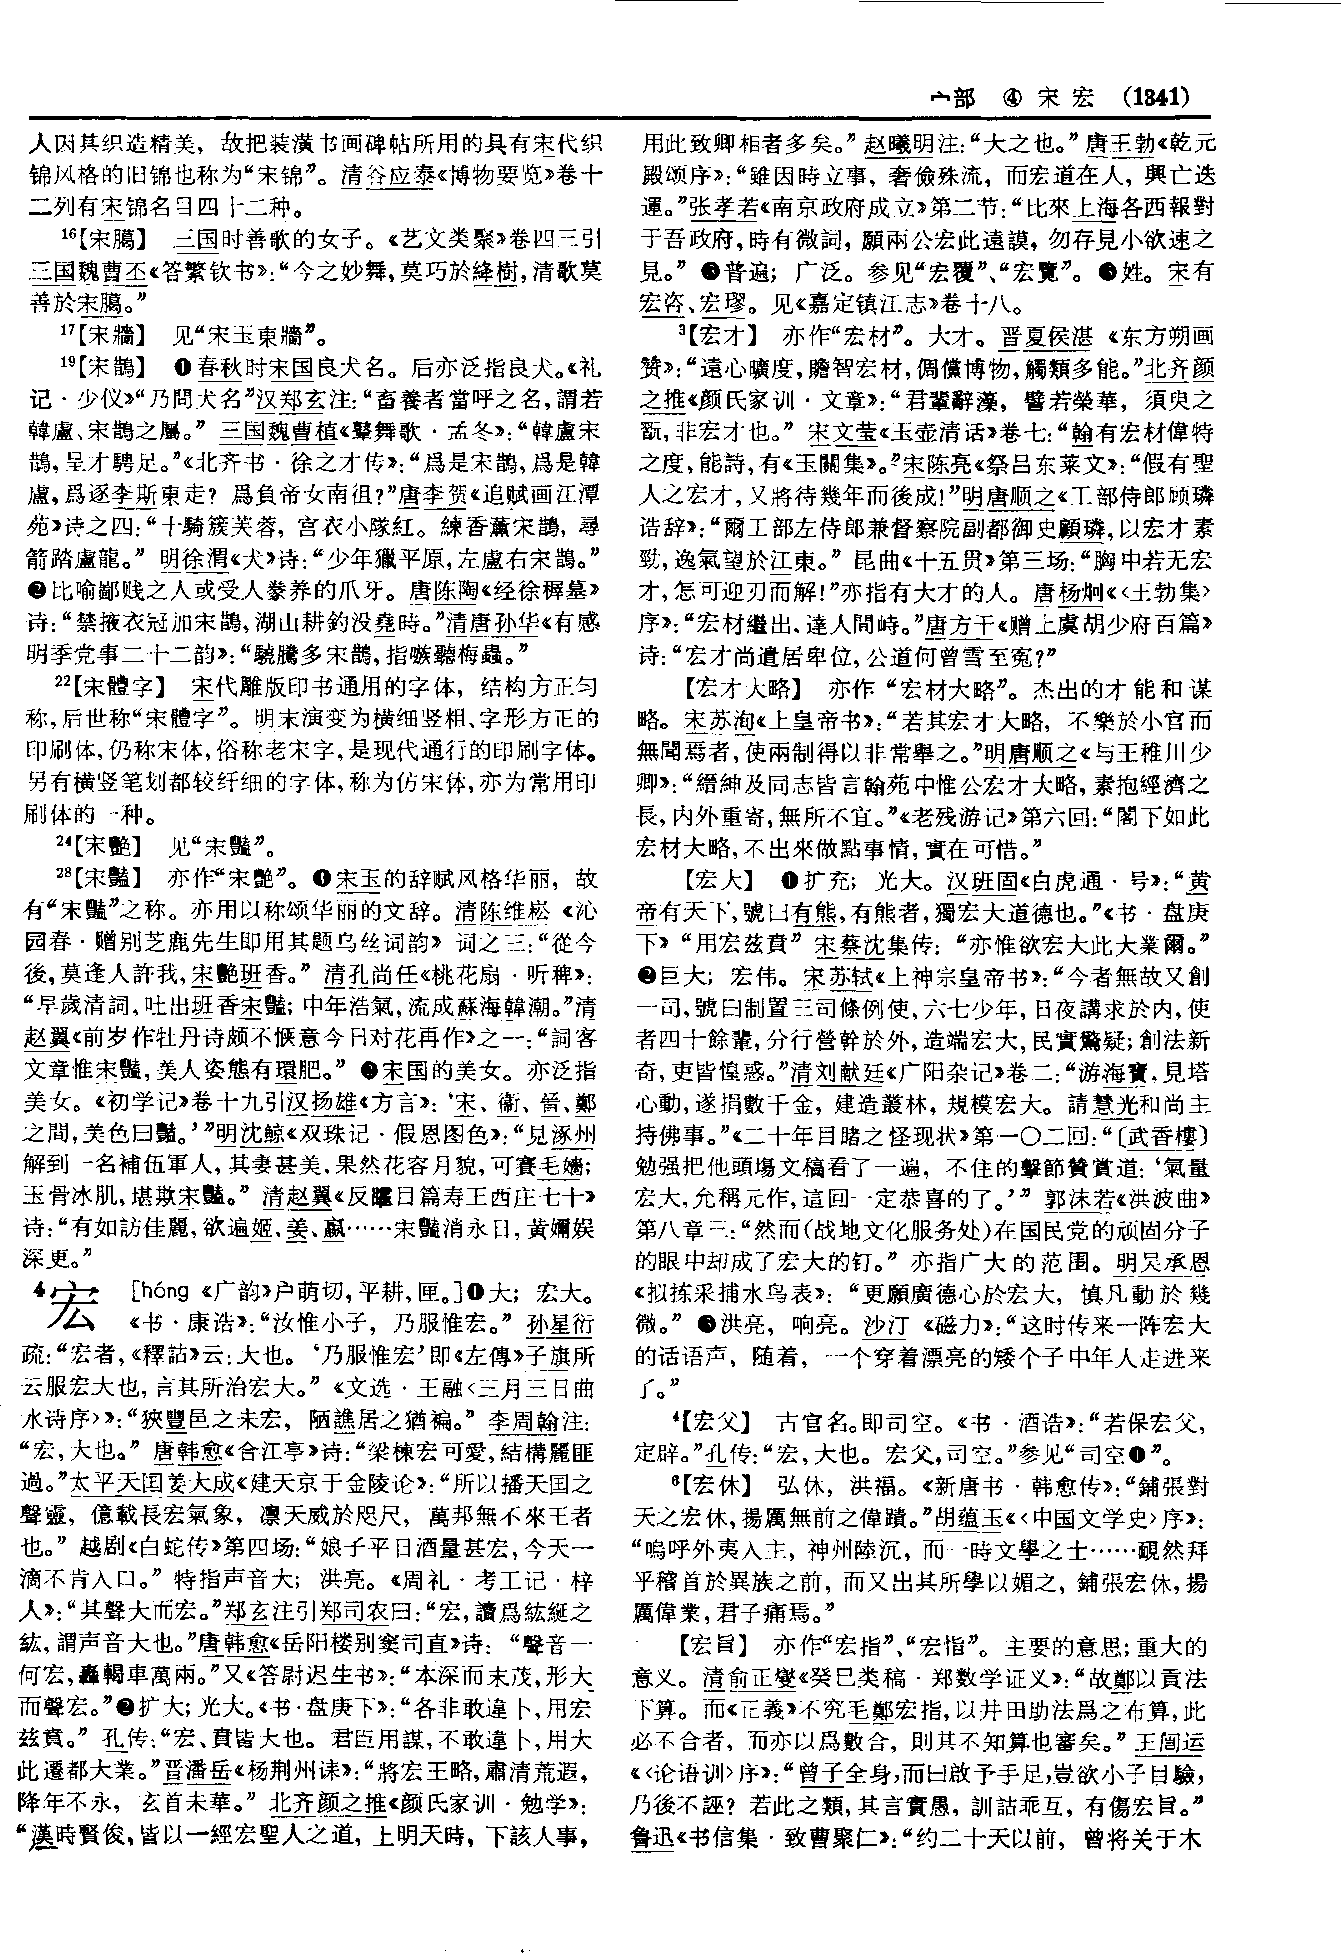 宀部 ④ 宋 宏 (1341)
人因其织造精美，故把装潢书画碑帖所用的具有宋代织
锦风格的旧锦也称为“宋锦”。清谷应泰《博物要览》卷十
二列有宋锦名目四十二种。
16【宋臈】 三国时善歌的女子。《艺文类聚》卷四三引
三国魏曹丕《答繁钦书》：“今之妙舞，莫巧於絳樹，清歌莫
善於宋臈。”
17【宋牆】 见“宋玉東牆”。
19【宋鵲】 ❶春秋时宋国良犬名。后亦泛指良犬。《礼
记·少仪》“乃問犬名”汉郑玄注：“畜養者當呼之名，謂若
韓盧、宋鵲之屬。” 三国魏曹植《鼙舞歌·孟冬》：“韓盧宋
鵲，呈才騁足。”《北齐书·徐之才传》：“爲是宋鵲，爲是韓
盧，爲逐李斯東走？爲負帝女南徂？”唐李贺《追赋画江潭
苑》诗之四：“十騎簇芙蓉，宫衣小隊紅。練香薰宋鵲，尋
箭踏盧龍。” 明徐渭《犬》诗：“少年獵平原，左盧右宋鵲。”
❷比喻鄙贱之人或受人豢养的爪牙。唐陈陶《经徐稺墓》
诗：“禁掖衣冠加宋鵲，湖山耕釣没堯時。”清唐孙华《有感
明季党事二十二韵》：“驍騰多宋鵲，指嗾聽梅蟲。”
22【宋體字】 宋代雕版印书通用的字体，结构方正匀
称，后世称“宋體字”。明末演变为横细竖粗、字形方正的
印刷体，仍称宋体，俗称老宋字，是现代通行的印刷字体。
另有横竖笔划都较纤细的字体，称为仿宋体，亦为常用印
刷体的一种。
24【宋艷】 见“宋豔”。
28【宋豔】 亦作“宋艷”。❶宋玉的辞赋风格华丽，故
有“宋豔”之称。亦用以称颂华丽的文辞。清陈维崧《沁
园春·赠别芝鹿先生即用其题乌丝词韵》词之三：“從今
後，莫逢人許我，宋艷班香。” 清孔尚任《桃花扇·听稗》：
“早歲清詞，吐出班香宋豔；中年浩氣，流成蘇海韓潮。”清
赵翼《前岁作牡丹诗颇不惬意今日对花再作》之一：“詞客
文章惟宋豔，美人姿態有環肥。” ❷宋国的美女。亦泛指
美女。《初学记》卷十九引汉扬雄《方言》：‘宋、衞、晉、鄭
之間，美色曰豔。’”明沈鲸《双珠记·假恩图色》：“見涿州
解到一名補伍軍人，其妻甚美，果然花容月貌，可賽毛嬙；
玉骨冰肌，堪欺宋豔。” 清赵翼《反曜日篇寿王西庄七十》
诗：“有如訪佳麗，欲遍姬、姜、嬴……宋豔消永日，黄嬭娱
深更。”
4宏 [hóng 《广韵》户萌切，平耕，匣。]❶大；宏大。
《书·康诰》：“汝惟小子，乃服惟宏。” 孙星衍
疏：“宏者，《釋詁》云：大也。‘乃服惟宏’即《左傳》子旗所
云服宏大也，言其所治宏大。” 《文选·王融〈三月三日曲
水诗序〉》：“狹豐邑之未宏，陋譙居之猶褊。” 李周翰注：
“宏，大也。” 唐韩愈《合江亭》诗：“梁棟宏可愛，結構麗匪
過。”太平天囯姜大成《建天京于金陵论》：“所以播天囯之
聲靈，億載長宏氣象，凛天威於咫尺，萬邦無不來王者
也。” 越剧《白蛇传》第四场：“娘子平日酒量甚宏，今天一
滴不肯入口。” 特指声音大；洪亮。《周礼·考工记·梓
人》：“其聲大而宏。”郑玄注引郑司农曰：“宏，讀爲紘綖之
紘，謂声音大也。”唐韩愈《岳阳楼别窦司直》诗：“聲音一
何宏，轟輵車萬兩。”又《答尉迟生书》：“本深而末茂，形大
而聲宏。”❷扩大；光大。《书·盘庚下》：“各非敢違卜，用宏
兹賁。” 孔传：“宏、賁皆大也。君臣用謀，不敢違卜，用大
此遷都大業。”晋潘岳《杨荆州诔》：“將宏王略，肅清荒遐，
降年不永，玄首未華。” 北齐颜之推《颜氏家训·勉学》：
“漢時賢俊，皆以一經宏聖人之道，上明天時，下該人事，
用此致卿相者多矣。” 赵曦明注：“大之也。”唐王勃《乾元
殿颂序》：“雖因時立事，奢儉殊流，而宏道在人，興亡迭
運。”张孝若《南京政府成立》第二节：“比來上海各西報對
于吾政府，時有微詞，願兩公宏此遠謨，勿存見小欲速之
見。” ❸普遍；广泛。参见“宏覆”、“宏覽”。❹姓。宋有
宏咨、宏璆。见《嘉定镇江志》卷十八。
3【宏才】 亦作“宏材”。大才。晋夏侯湛《东方朔画
赞》：“遠心曠度，贍智宏材，倜儻博物，觸類多能。”北齐颜
之推《颜氏家训·文章》：“君輩辭藻，譬若榮華，須臾之
翫，非宏才也。” 宋文莹《玉壶清话》卷七：“翰有宏材偉特
之度，能詩，有《玉關集》。”宋陈亮《祭吕东莱文》：“假有聖
人之宏才，又將待幾年而後成！”明唐顺之《工部侍郎顾璘
诰辞》：“爾工部左侍郎兼督察院副都御史顧璘，以宏才素
勁，逸氣望於江東。” 昆曲《十五贯》第三场：“胸中若无宏
才，怎可迎刃而解！”亦指有大才的人。唐杨炯《〈王勃集〉
序》：“宏材繼出，達人間峙。”唐方干《赠上虞胡少府百篇》
诗：“宏才尚遺居卑位，公道何曾雪至寃？”
【宏才大略】 亦作“宏材大略”。杰出的才能和谋
略。宋苏洵《上皇帝书》：“若其宏才大略，不樂於小官而
無聞焉者，使兩制得以非常舉之。”明唐顺之《与王稚川少
卿》：“縉紳及同志皆言翰苑中惟公宏才大略，素抱經濟之
長，内外重寄，無所不宜。”《老残游记》第六回：“閣下如此
宏材大略，不出來做點事情，實在可惜。”
【宏大】 ❶扩充；光大。汉班固《白虎通·号》：“黄
帝有天下，號曰有熊，有熊者，獨宏大道德也。”《书·盘庚
下》“用宏兹賁” 宋蔡沈集传：“亦惟欲宏大此大業爾。”
❷巨大；宏伟。宋苏轼《上神宗皇帝书》：“今者無故又創
一司，號曰制置三司條例使，六七少年，日夜講求於内，使
者四十餘輩，分行營幹於外，造端宏大，民實驚疑；創法新
奇，吏皆惶惑。”清刘献廷《广阳杂记》卷二：“游海寶，見塔
心動，遂捐數千金，建造叢林，規模宏大。請慧光和尚主
持佛事。”《二十年目睹之怪现状》第一〇二回：“〔武香樓〕
勉强把他頭場文稿看了一遍，不住的擊節贊賞道：‘氣量
宏大，允稱元作，這回一定恭喜的了。’” 郭沫若《洪波曲》
第八章三：“然而(战地文化服务处)在国民党的顽固分子
的眼中却成了宏大的钉。” 亦指广大的范围。明吴承恩
《拟拣采捕水鸟表》：“更願廣德心於宏大，慎凡動於幾
微。” ❸洪亮，响亮。沙汀《磁力》：“这时传来一阵宏大
的话语声，随着，一个穿着漂亮的矮个子中年人走进来
了。”
4【宏父】 古官名。即司空。《书·酒诰》：“若保宏父，
定辟。”孔传：“宏，大也。宏父，司空。”参见“司空❶”。
6【宏休】 弘休，洪福。《新唐书·韩愈传》：“鋪張對
天之宏休，揚厲無前之偉蹟。”胡蕴玉《〈中国文学史〉序》：
“嗚呼外夷入主，神州陸沉，而一時文學之士……靦然拜
乎稽首於異族之前，而又出其所學以媚之，鋪張宏休，揚
厲偉業，君子痛焉。”
【宏旨】 亦作“宏指”、“宏恉”。主要的意思；重大的
意义。清俞正燮《癸巳类稿·郑数学证义》：“故鄭以貢法
下算。而《正義》不究毛鄭宏指，以井田助法爲之布算，此
必不合者，而亦以爲數合，則其不知算也審矣。” 王闿运
《〈论语训〉序》：“曾子全身，而曰啟予手足，豈欲小子目驗，
乃後不誣？若此之類，其言實愚，訓詁乖互，有傷宏旨。”
鲁迅《书信集·致曹聚仁》：“约二十天以前，曾将关于木